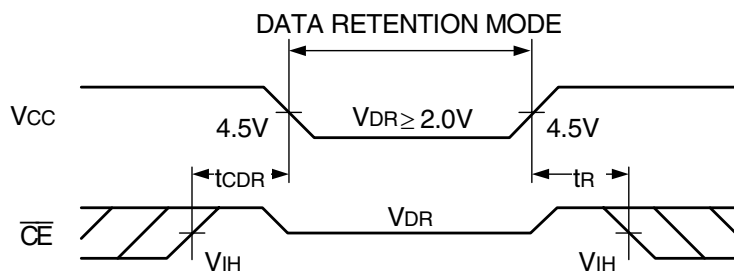 DATA RETENTION MODE
VCC
4.5V
VDR ≥ 2.0V
4.5V
tCDR
tR
CE
VDR
VIH
VIH